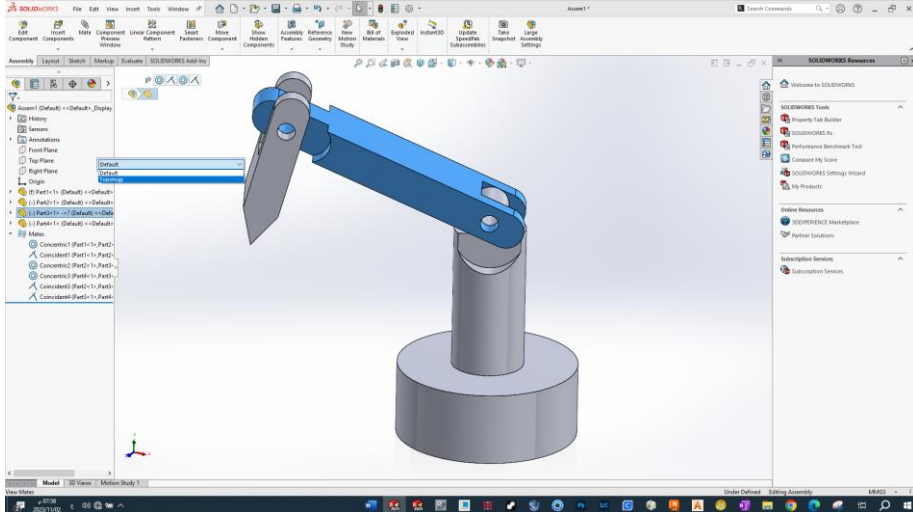 SOLIDWORKS File Edit View Insert Tools Window Assem1 * Search Commands
Edit Component Insert Components Mate Component Preview Window Linear Component Pattern Smart Fasteners Move Component Show Hidden Components Assembly Features Reference Geometry New Motion Study Bill of Materials Exploded View Instant3D Update SpeedPak Subassemblies Take Snapshot Large Assembly Settings
Assembly Layout Sketch Markup Evaluate SOLIDWORKS Add-Ins
SOLIDWORKS Resources
Welcome to SOLIDWORKS
Assem1 (Default) <<Default>_Display
SOLIDWORKS Tools
History
Property Tab Builder
Sensors
SOLIDWORKS Rx
Annotations
Performance Benchmark Test
Front Plane
Compare My Score
Top Plane
Default
SOLIDWORKS Settings Wizard
Right Plane
Default
Topology
My Products
Origin
(f) Part1<1> (Default) <<Default>
(-) Part2<1> (Default) <<Default>
Online Resources
(-) Part3<1> ->? (Default) <<Defa
3DEXPERIENCE Marketplace
(-) Part4<1> (Default) <<Default>
Partner Solutions
Mates
Concentric1 (Part1<1>,Part2<
Coincident1 (Part1<1>,Part2<
Subscription Services
Concentric2 (Part2<1>,Part3<
Subscription Services
Concentric3 (Part4<1>,Part3<
Coincident3 (Part2<1>,Part3<
Coincident4 (Part3<1>,Part4<
Model 3D Views Motion Study 1
View Mates Under Defined Editing Assembly MMGS
07:58
2023/11/02